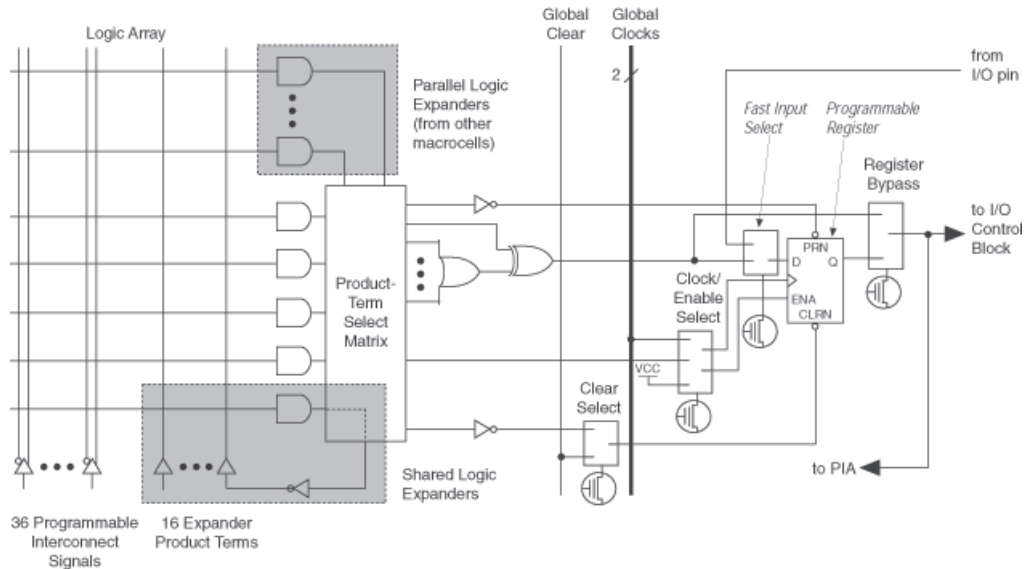 Logic Array
Global
Clear
Global
Clocks
2
from
I/O pin
Parallel Logic
Expanders
(from other
macrocells)
Fast Input
Select
Programmable
Register
Register
Bypass
to I/O
Control
Block
PRN
D
Q
ENA
CLRN
Product-
Term
Select
Matrix
Clock/
Enable
Select
VCC
Clear
Select
to PIA
Shared Logic
Expanders
36 Programmable
Interconnect
Signals
16 Expander
Product Terms